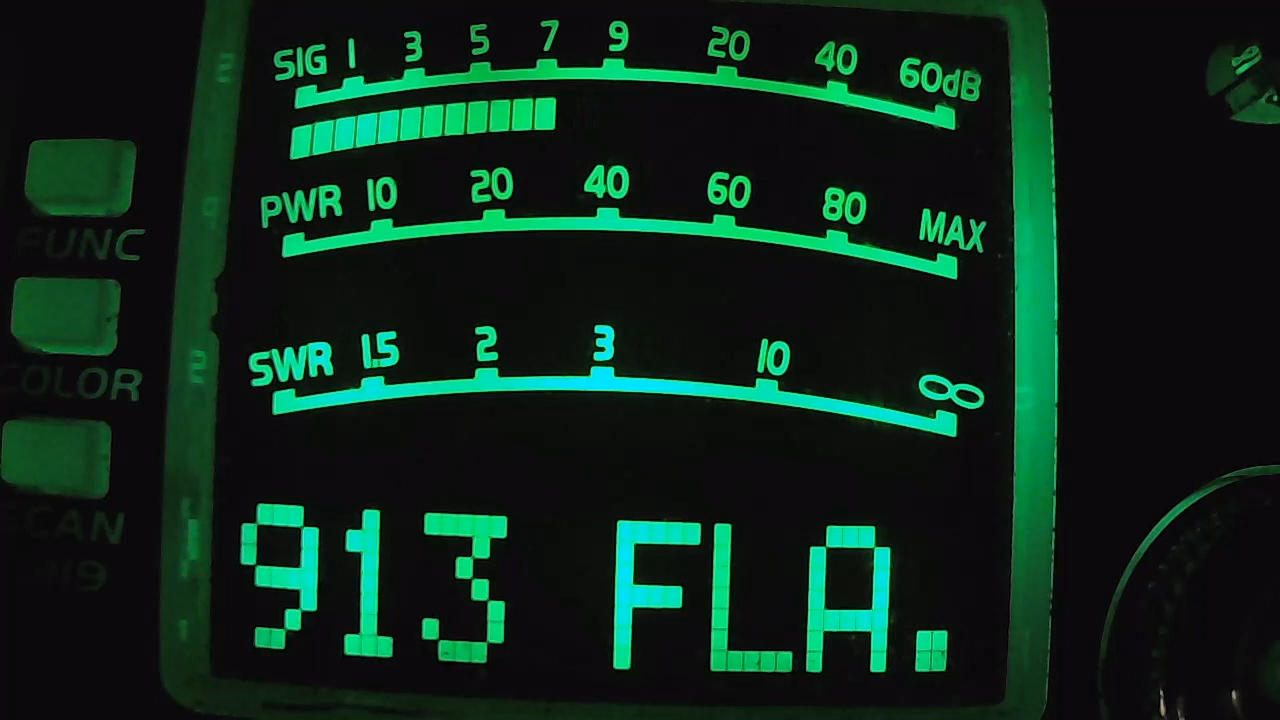 SIG 1 3 5 7 9 20 40 60dB
PWR 10 20 40 60 80 MAX
FUNC
SWR 1.5 2 3 10 ∞
COLOR
SCAN
913 FLA.